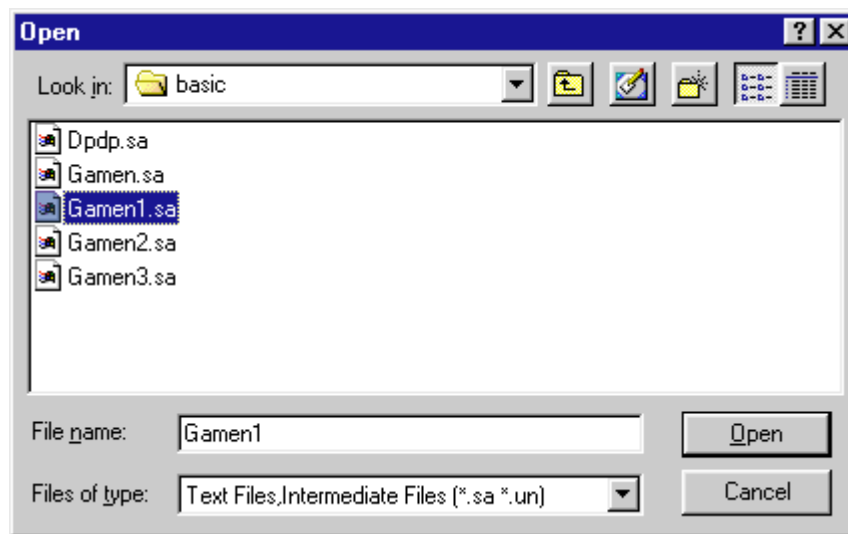 Open
Look in: basic
Dpdp.sa
Gamen.sa
Gamen1.sa
Gamen2.sa
Gamen3.sa
File name: Gamen1 Open
Files of type: Text Files,Intermediate Files (*.sa *.un) Cancel